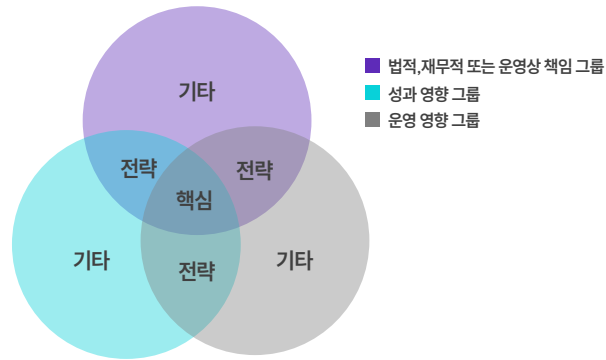 기타
전략
전략
핵심
기타
전략
기타
법적,재무적 또는 운영상 책임 그룹
성과 영향 그룹
운영 영향 그룹